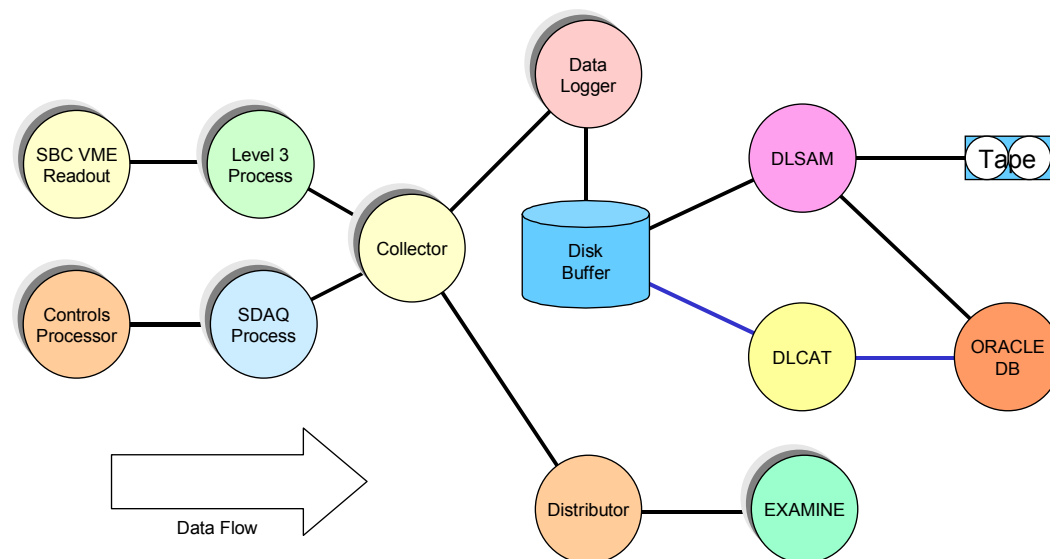 Data
Logger
SBC VME
Readout
Level 3
Process
DLSAM
Tape
Collector
Disk
Buffer
Controls
Processor
SDAQ
Process
DLCAT
ORACLE
DB
Data Flow
Distributor
EXAMINE